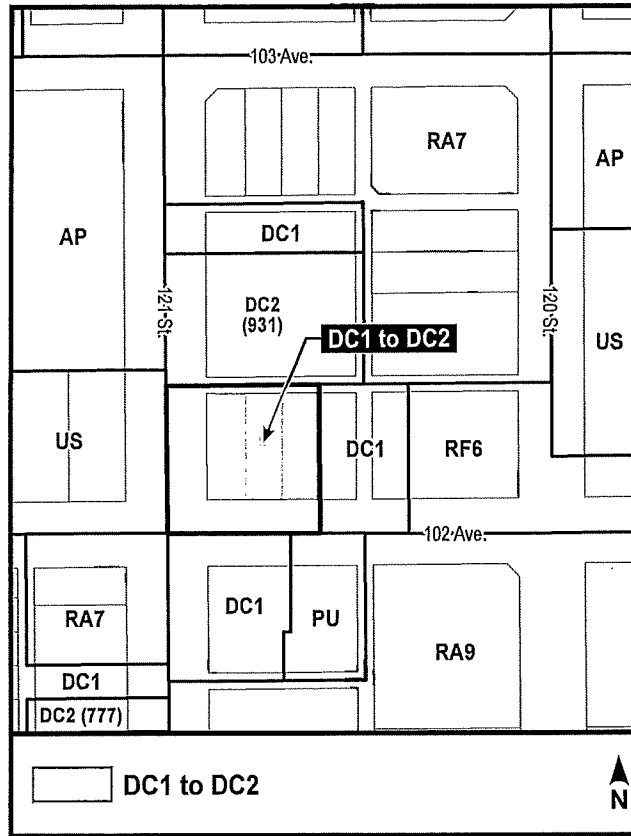 103 Ave.
RA7
AP
AP
DC1
121 St.
DC2
(931)
120 St.
DC1 to DC2
US
US
DC1
RF6
102 Ave.
RA7
DC1
PU
RA9
DC1
DC2 (777)
DC1 to DC2
N